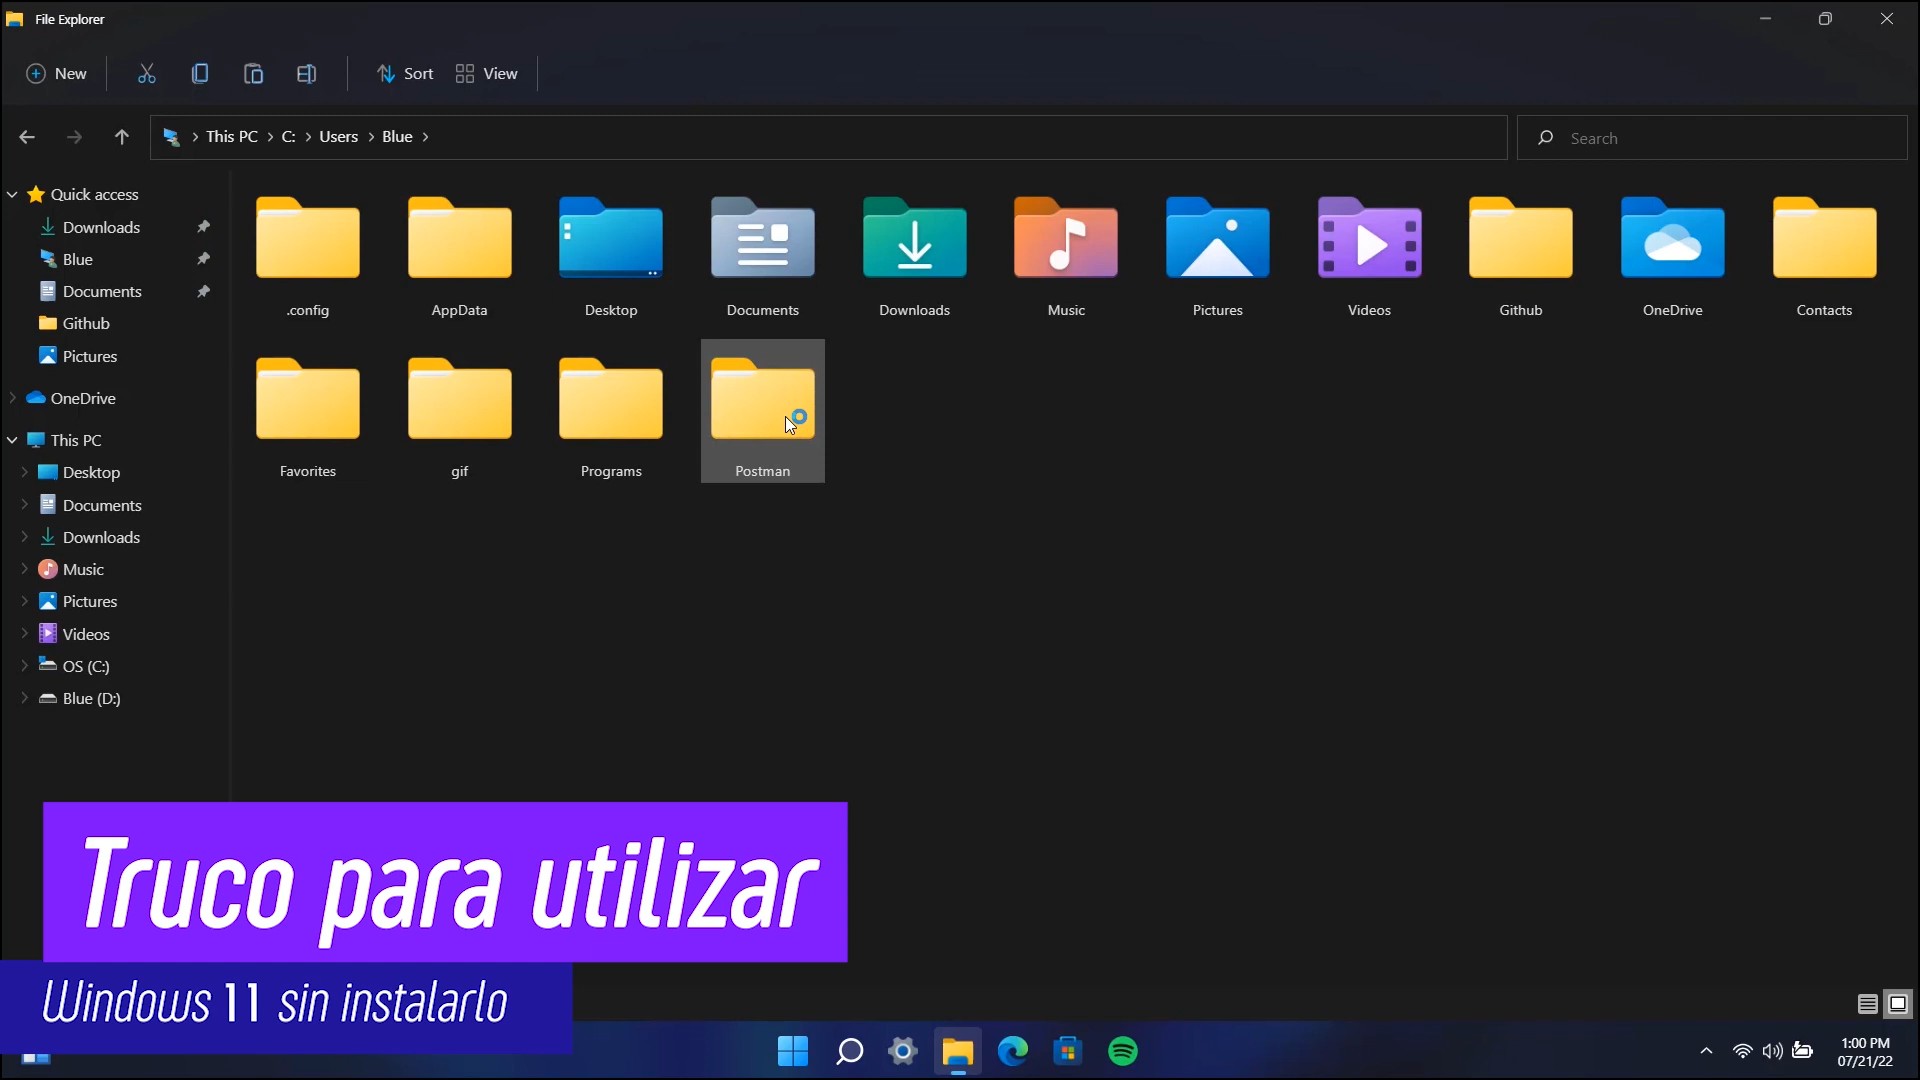 File Explorer
New
Sort
View
This PC
C:
Users
Blue
Search
Quick access
Downloads
Blue
Documents
Github
Pictures
OneDrive
This PC
Desktop
Documents
Downloads
Music
Pictures
Videos
OS (C:)
Blue (D:)
.config
AppData
Desktop
Documents
Downloads
Music
Pictures
Videos
Github
OneDrive
Contacts
Favorites
gif
Programs
Postman
Truco para utilizar
Windows 11 sin instalarlo
1:00 PM
07/21/22